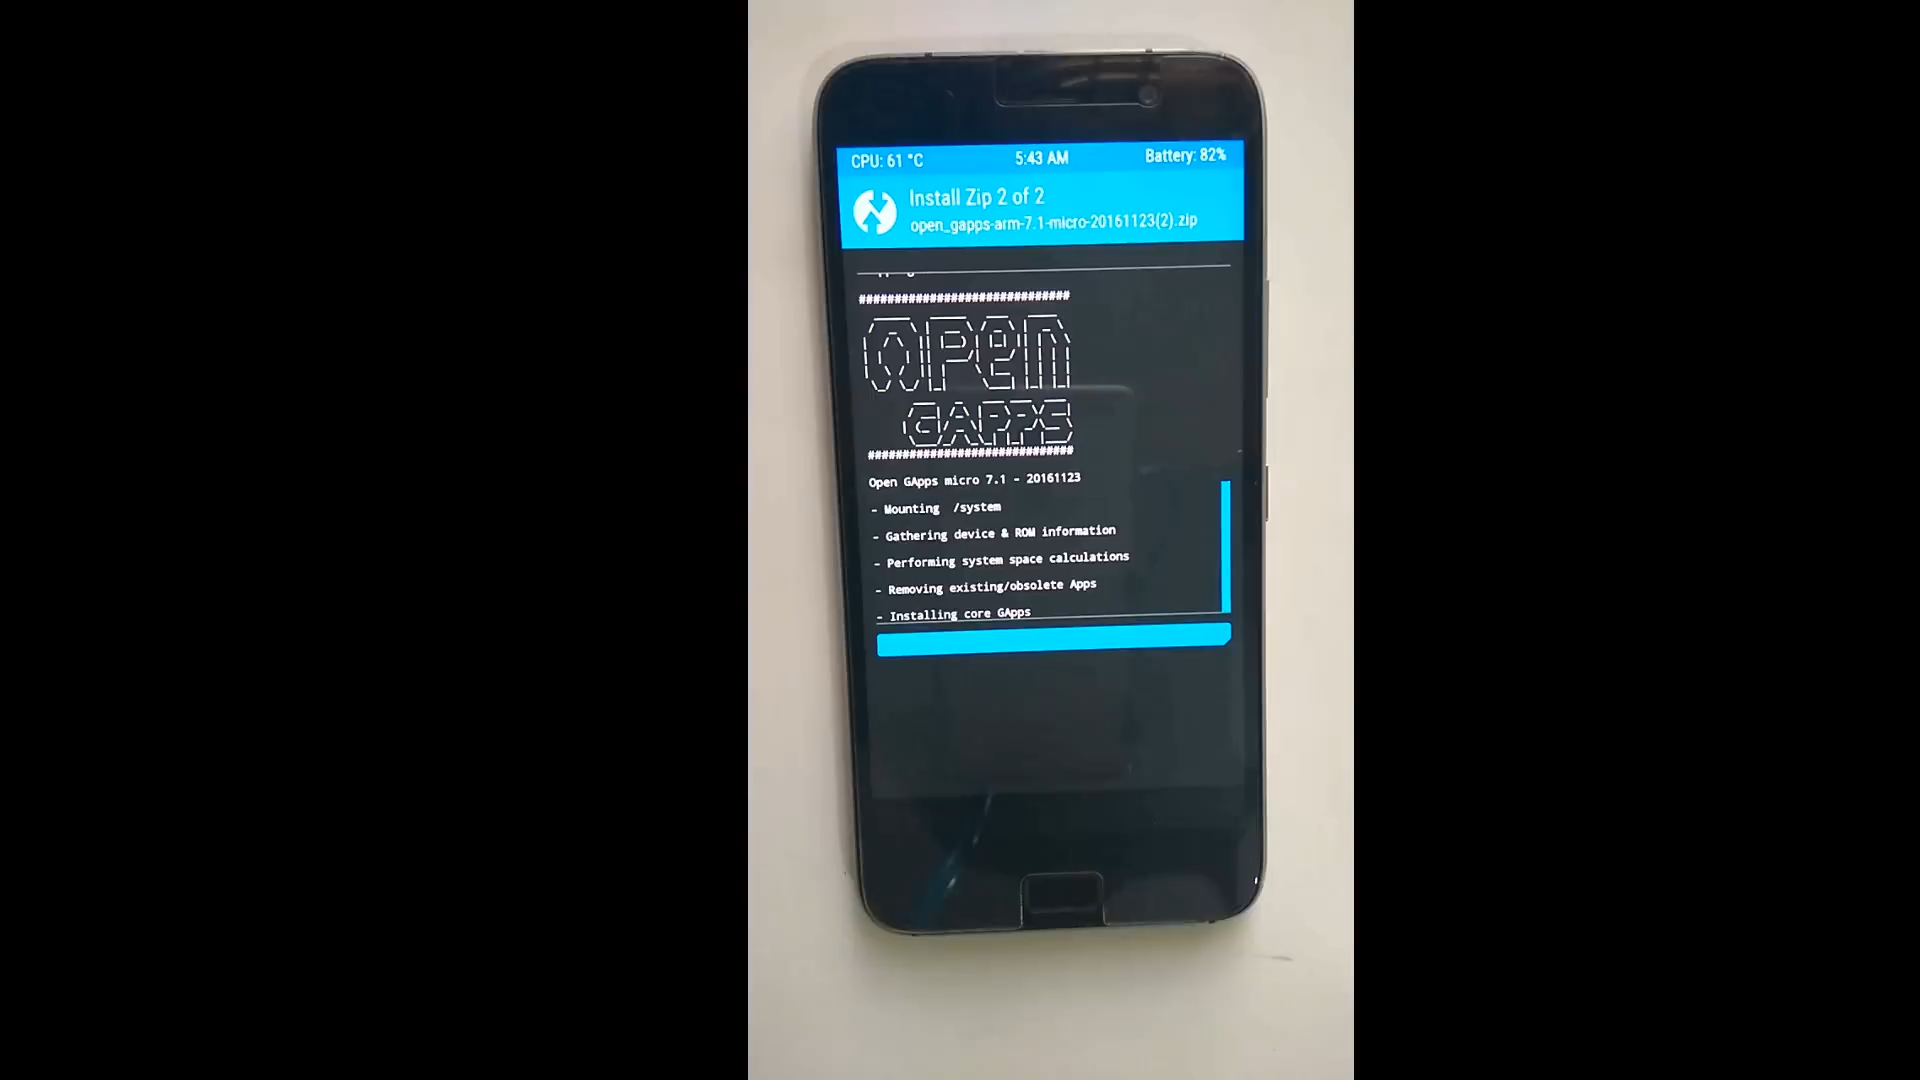 CPU: 61 °C 5:43 AM Battery: 82%
Install Zip 2 of 2
open_gapps-arm-7.1-micro-20161123(2).zip
############################
OPEN
GAPPS
############################
Open GApps micro 7.1 - 20161123
- Mounting /system
- Gathering device & ROM information
- Performing system space calculations
- Removing existing/obsolete Apps
- Installing core GApps